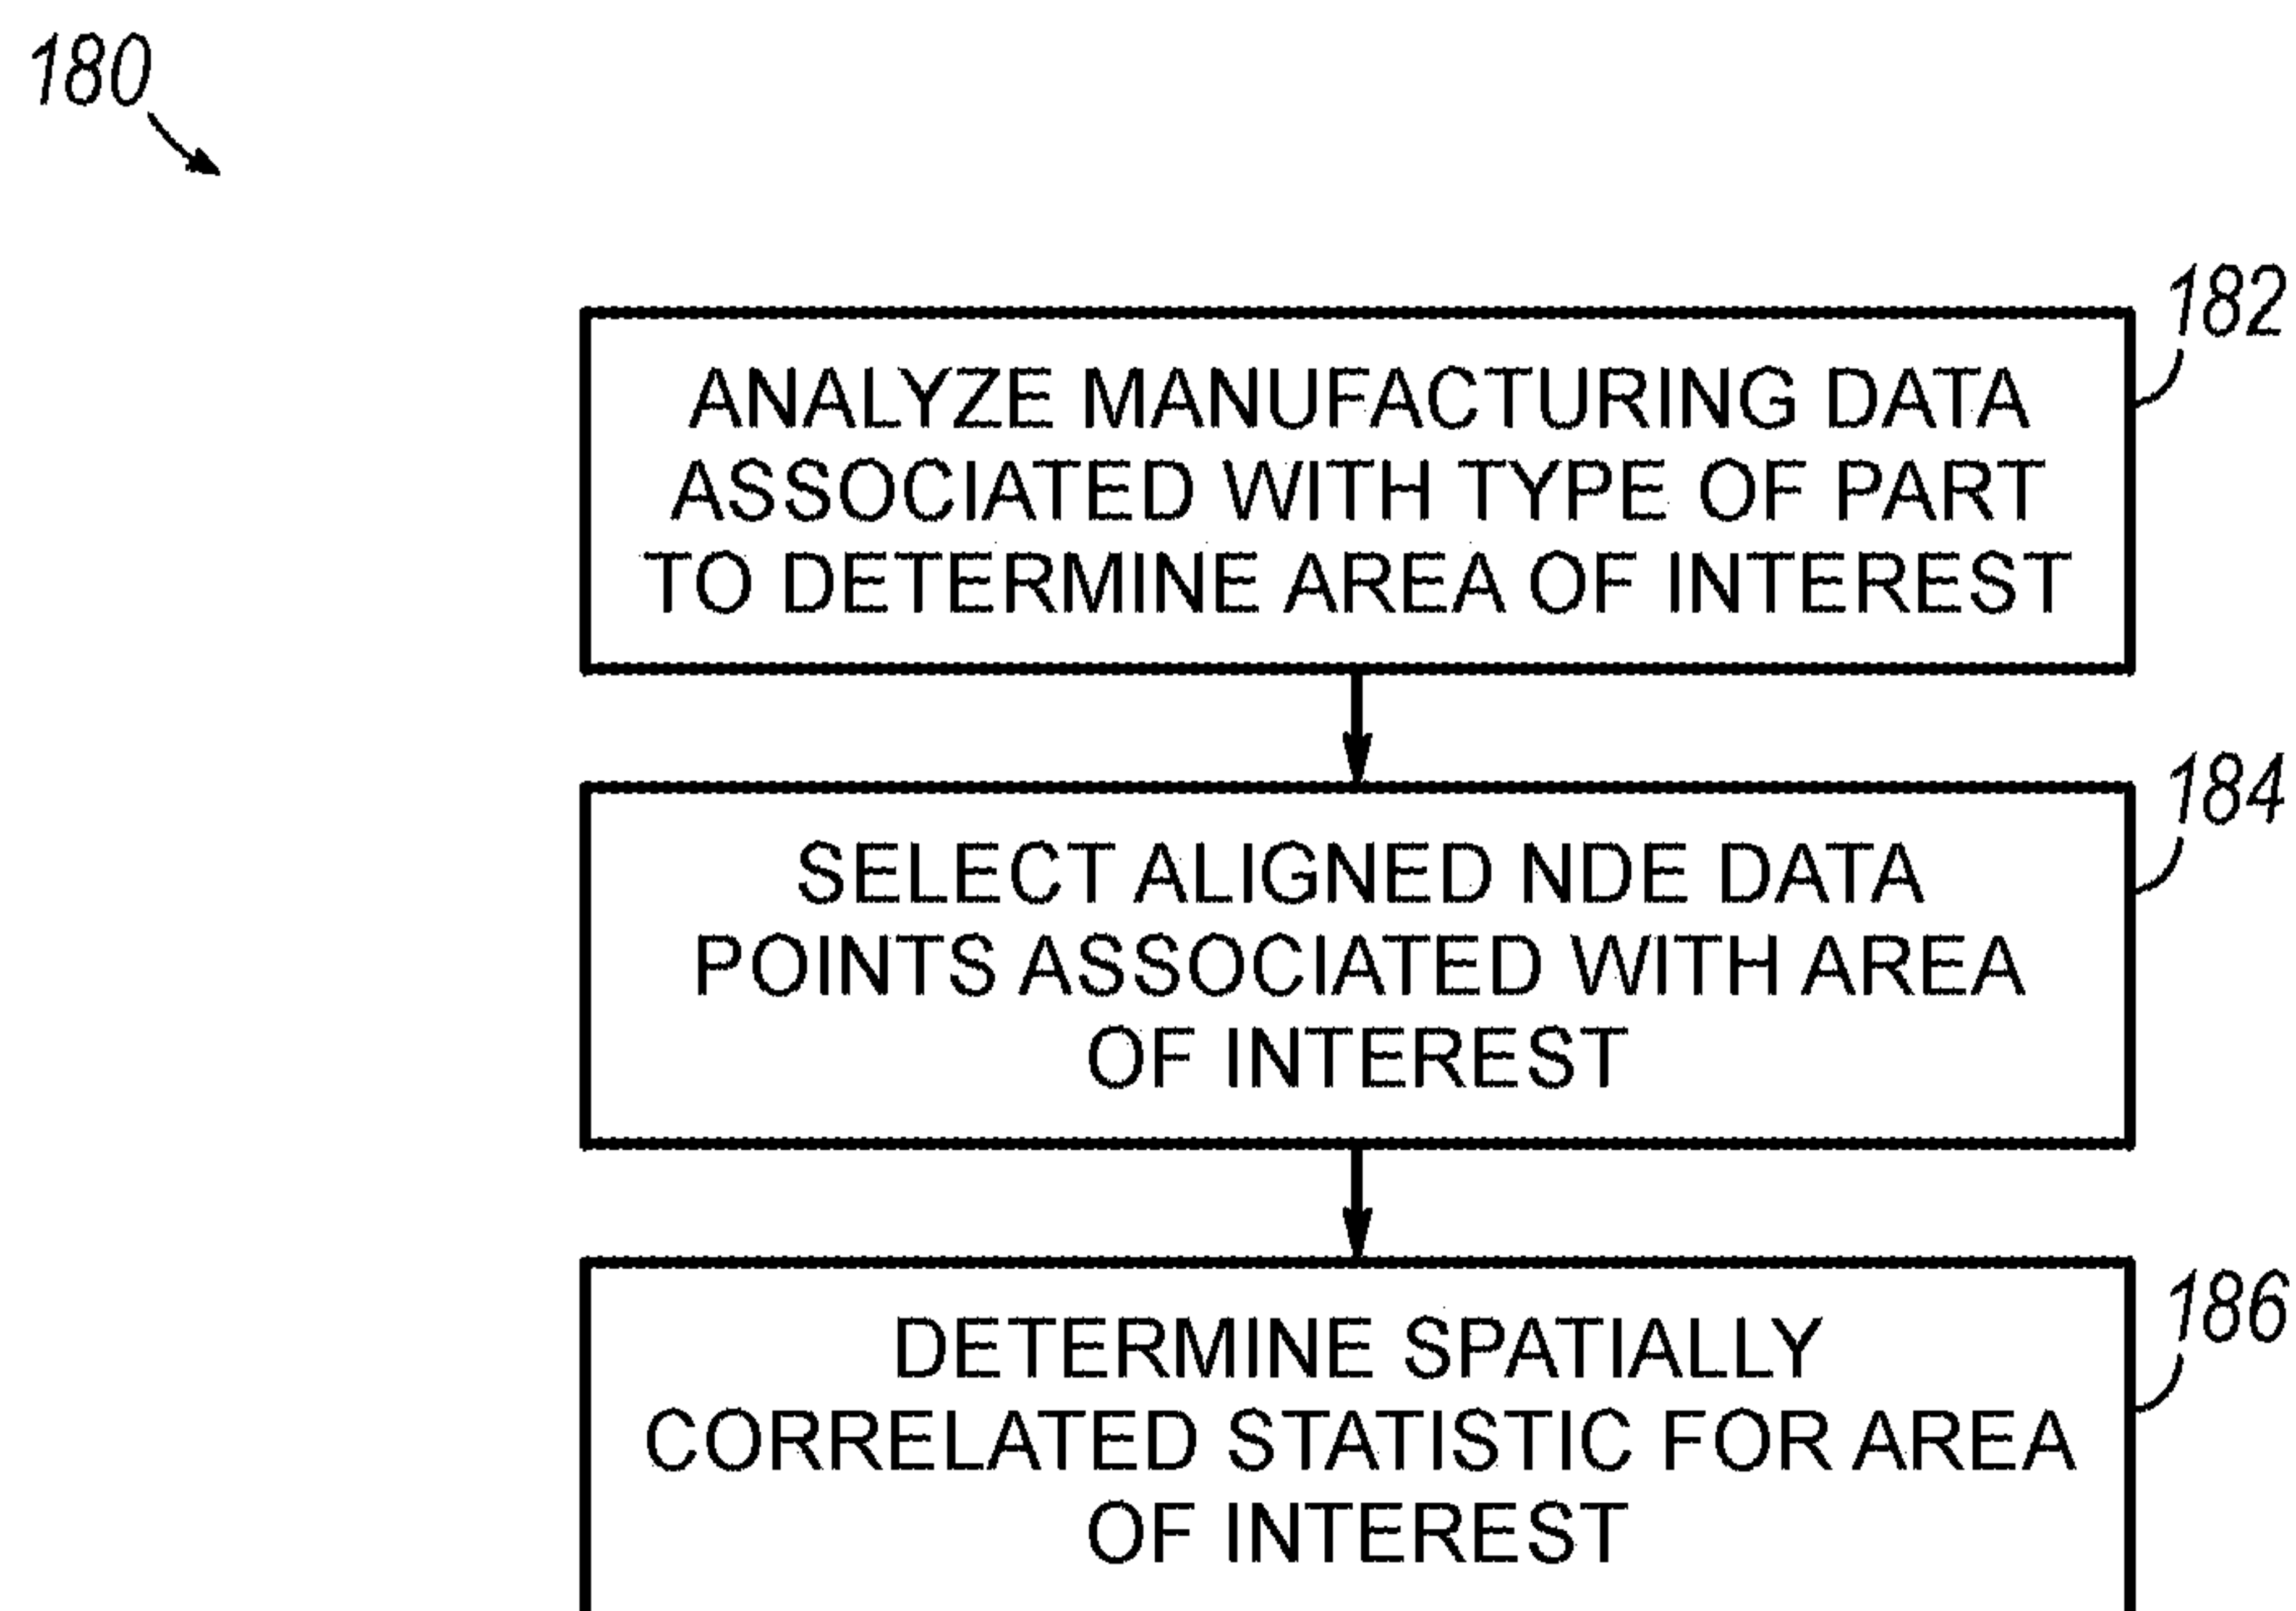 180
182
ANALYZE MANUFACTURING DATA
ASSOCIATED WITH TYPE OF PART
TO DETERMINE AREA OF INTEREST
184
SELECT ALIGNED NDE DATA
POINTS ASSOCIATED WITH AREA
OF INTEREST
186
DETERMINE SPATIALLY
CORRELATED STATISTIC FOR AREA
OF INTEREST